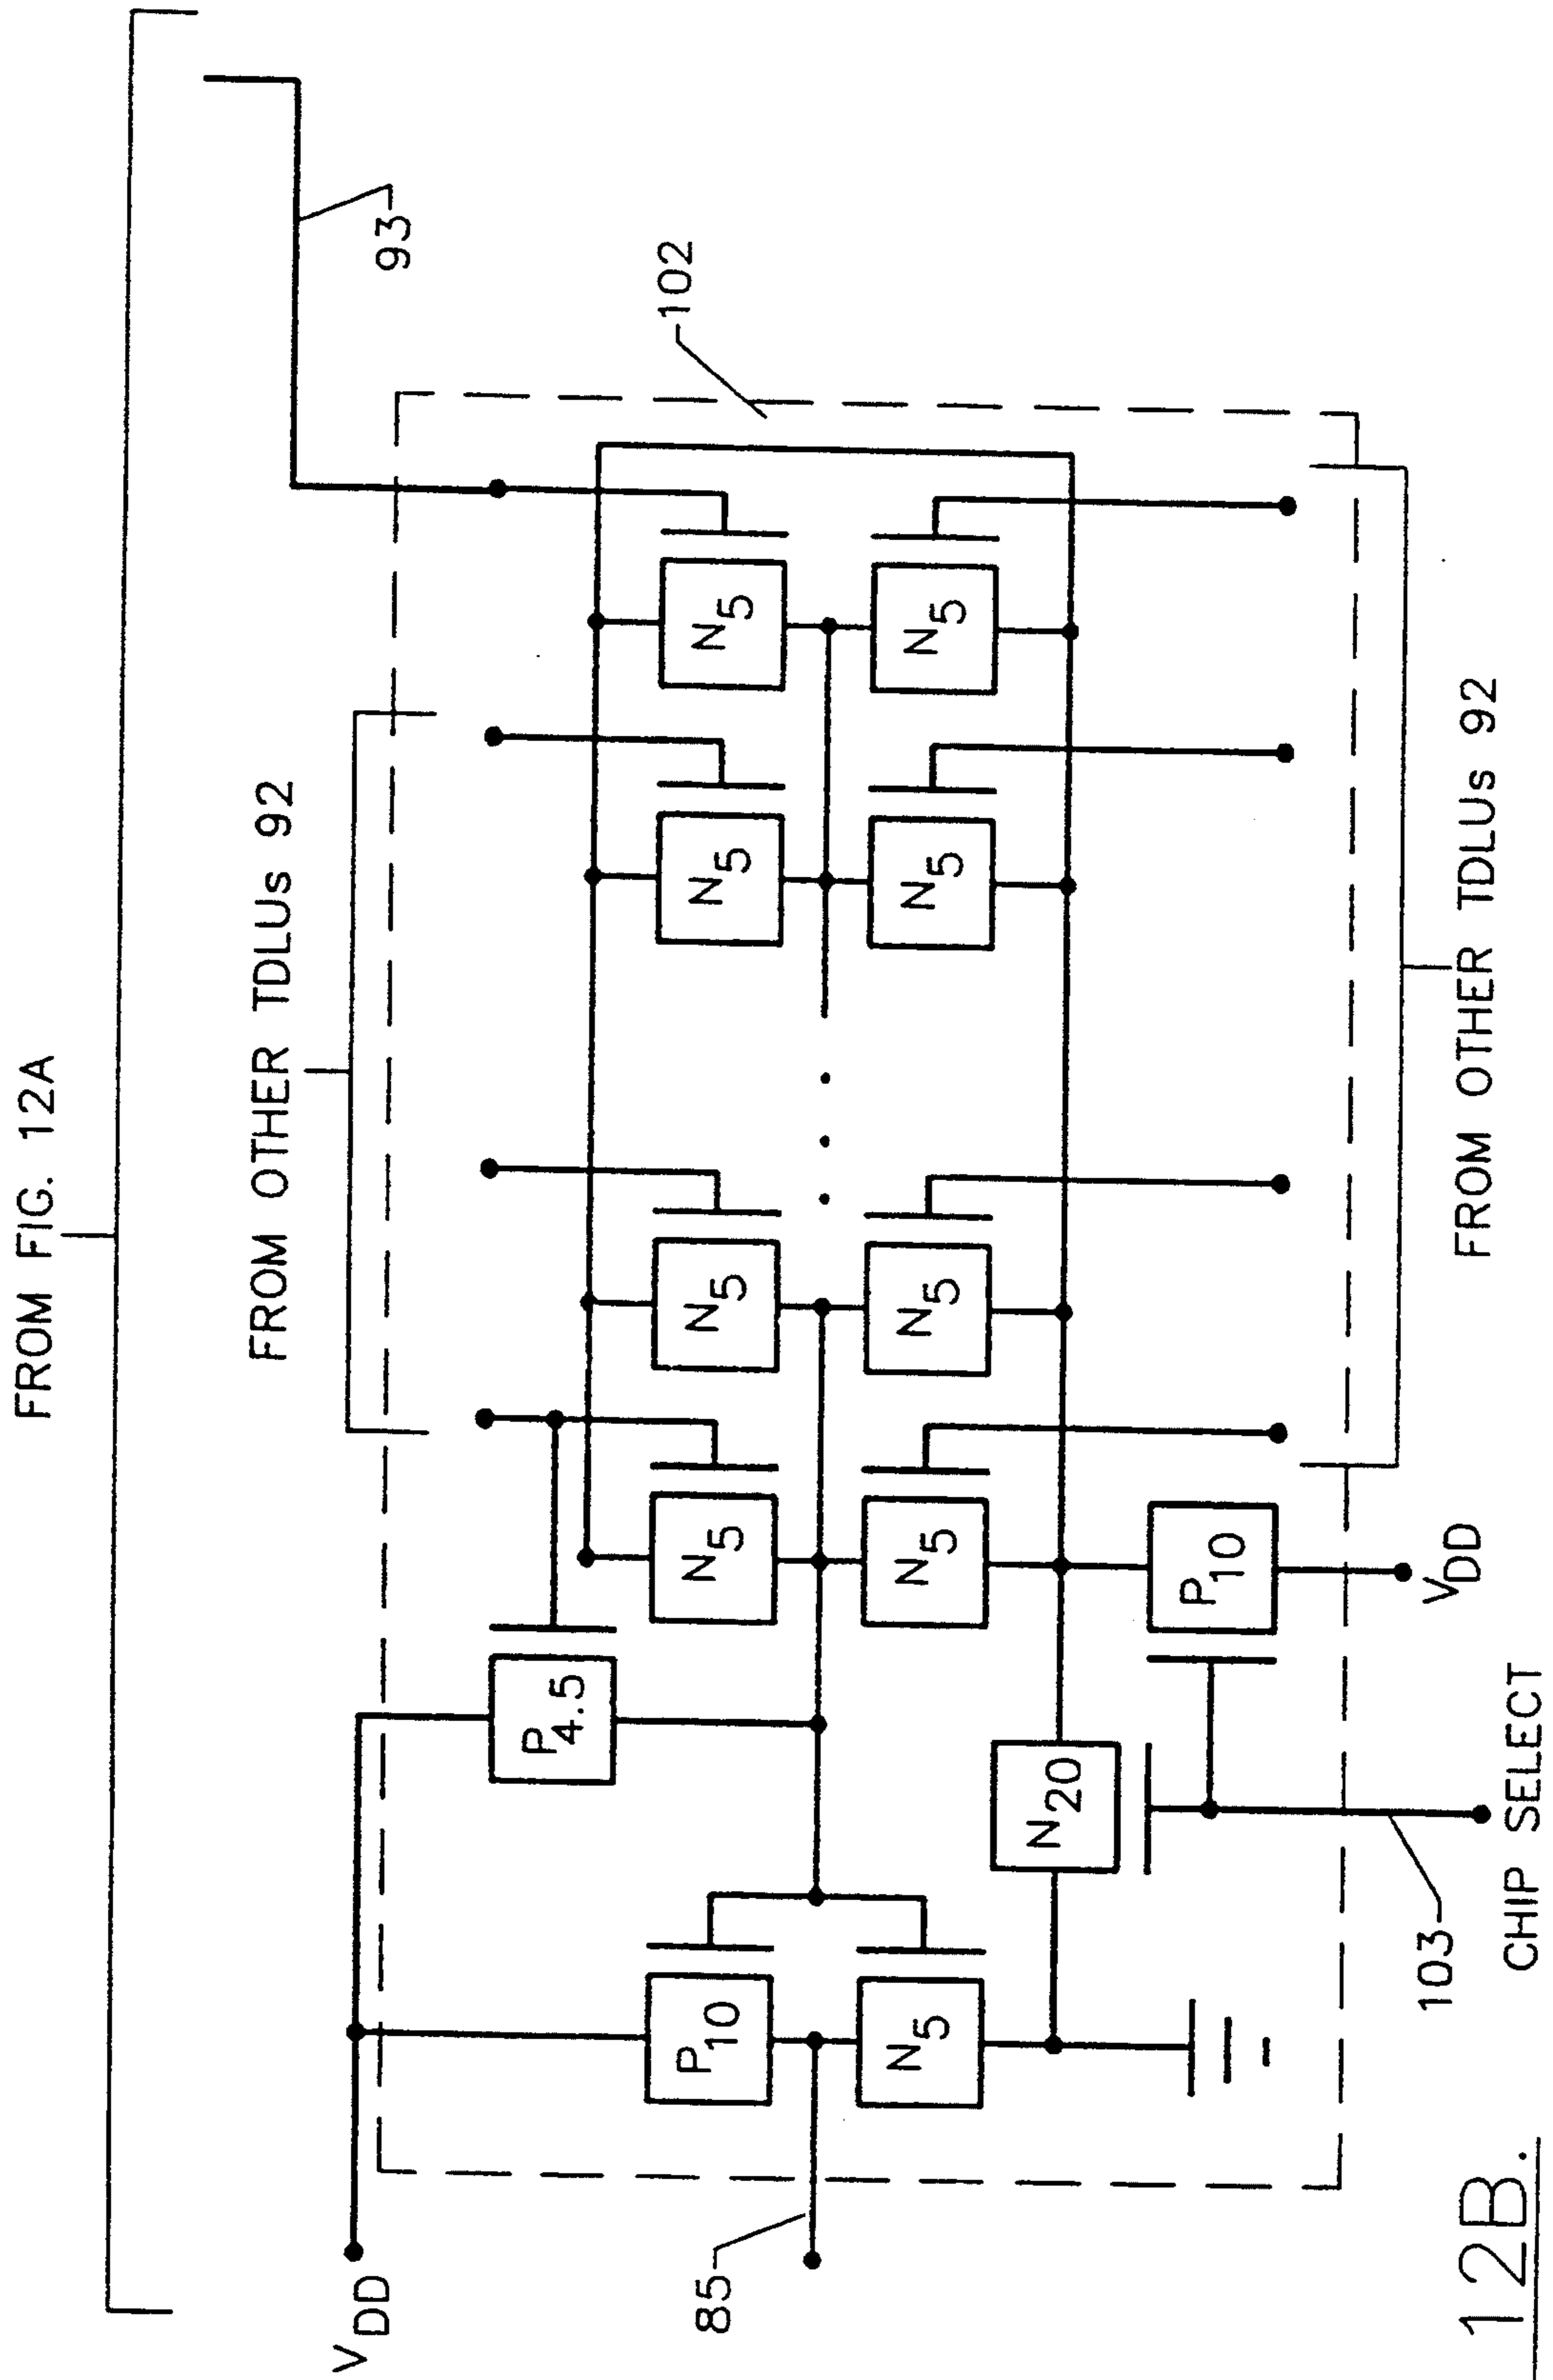 FROM FIG. 12A
93
FROM OTHER TDLUs 92
102
VDD
P4.5
P10
N5
N5
N5
N5
85
N5
N5
N5
N5
N5
N20
P10
VDD
103
CHIP SELECT
FROM OTHER TDLUs 92
12B.